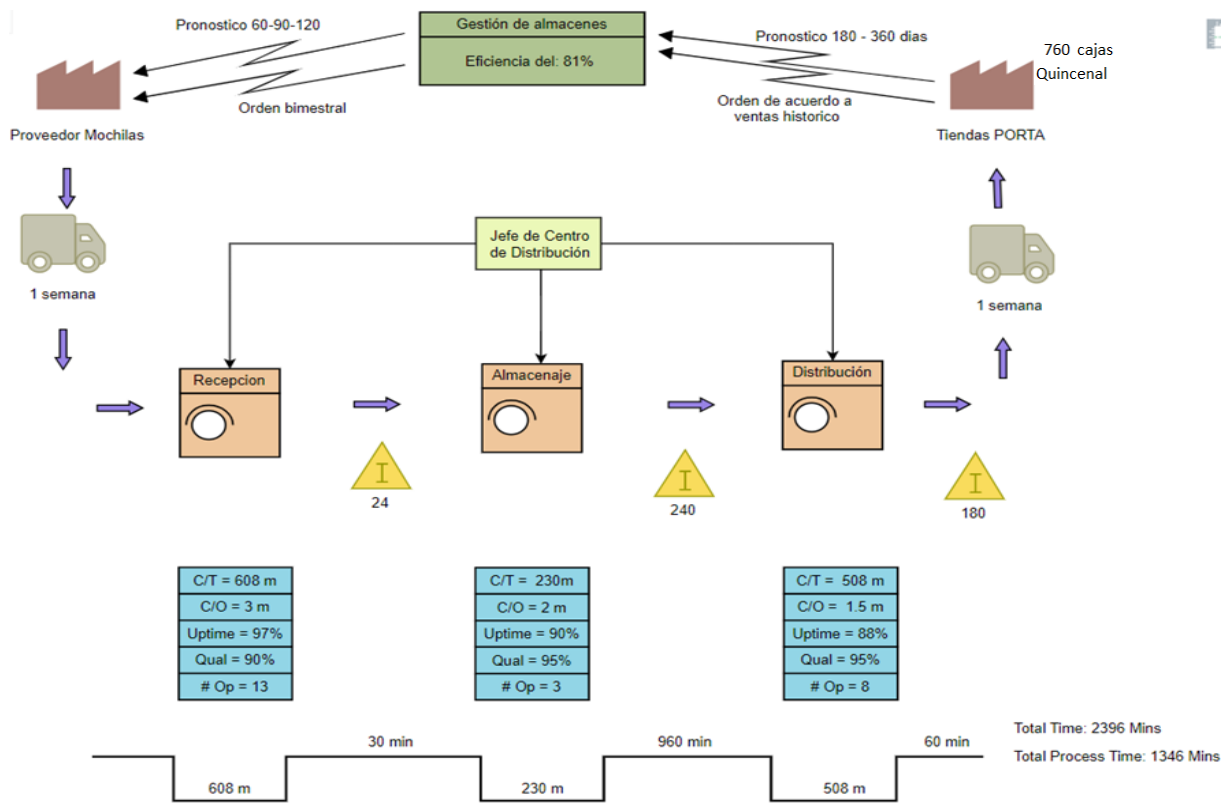 Pronostico 60-90-120
Gestión de almacenes
Eficiencia del: 81%
Pronostico 180 - 360 dias
760 cajas
Quincenal
Orden bimestral
Orden de acuerdo a
ventas historico
Proveedor Mochilas
Tiendas PORTA
Jefe de Centro
de Distribución
1 semana
1 semana
Recepcion
Almacenaje
Distribución
I
24
I
240
I
180
C/T = 608 m
C/O = 3 m
Uptime = 97%
Qual = 90%
# Op = 13
C/T = 230m
C/O = 2 m
Uptime = 90%
Qual = 95%
# Op = 3
C/T = 508 m
C/O = 1.5 m
Uptime = 88%
Qual = 95%
# Op = 8
30 min
960 min
60 min
608 m
230 m
508 m
Total Time: 2396 Mins
Total Process Time: 1346 Mins